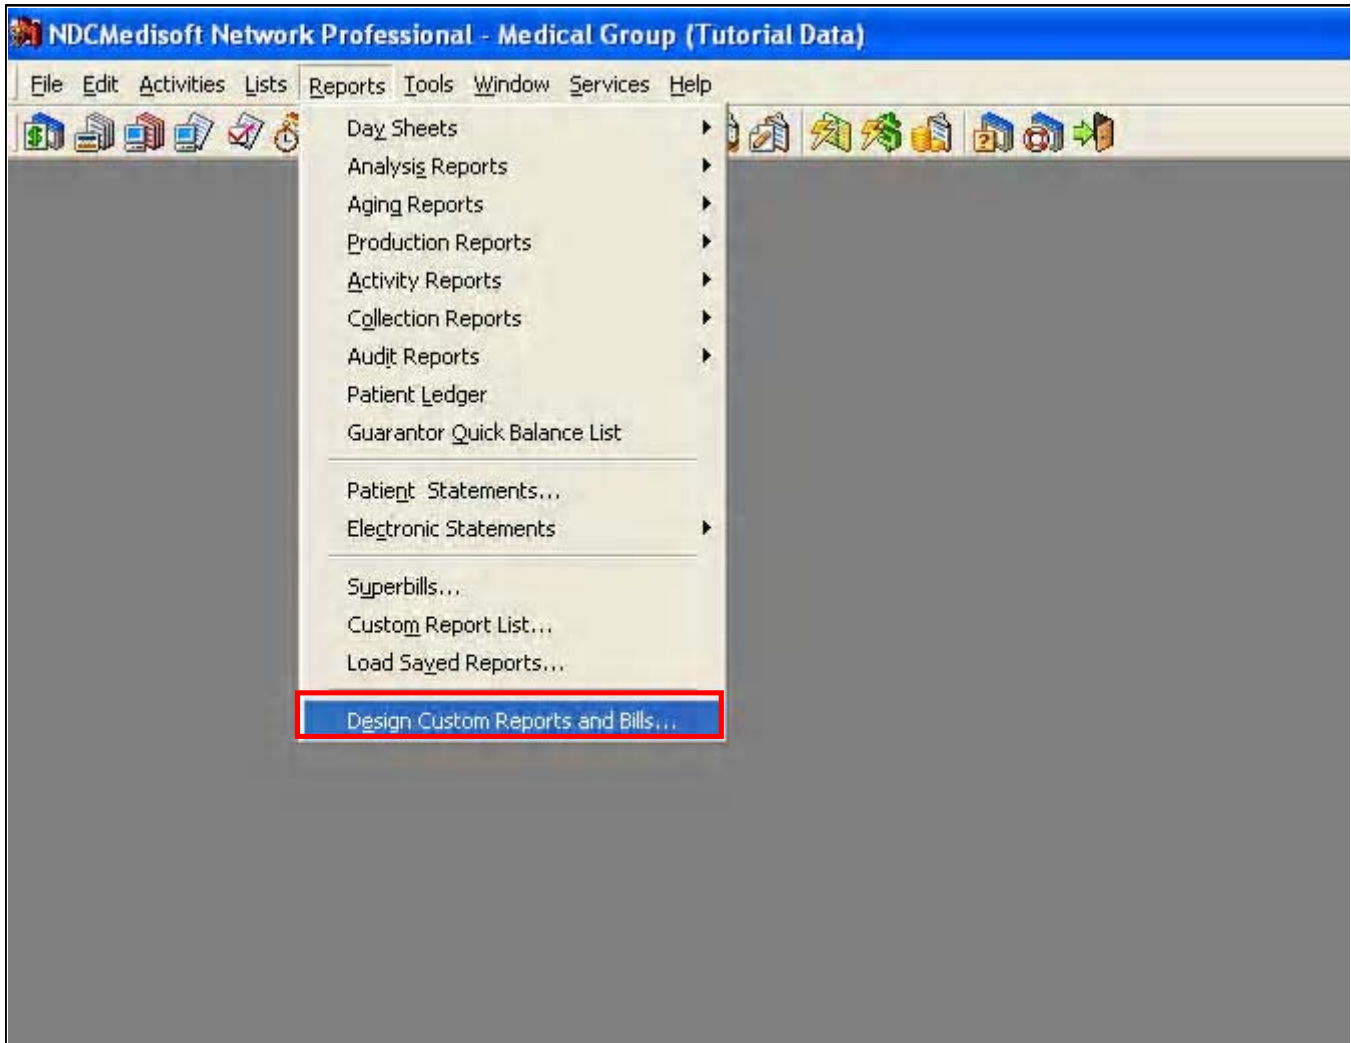 NDCMedisoft Network Professional - Medical Group (Tutorial Data)
File Edit Activities Lists Reports Tools Window Services Help
Day Sheets
Analysis Reports
Aging Reports
Production Reports
Activity Reports
Collection Reports
Audit Reports
Patient Ledger
Guarantor Quick Balance List
Patient Statements...
Electronic Statements
Superbills...
Custom Report List...
Load Saved Reports...
Design Custom Reports and Bills...